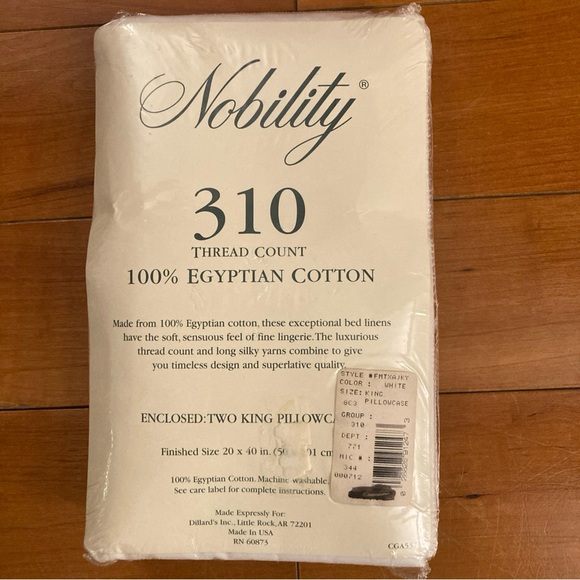 Nobility®
310
THREAD COUNT
100% EGYPTIAN COTTON
Made from 100% Egyptian cotton, these exceptional bed linens
have the soft, sensuous feel of fine lingerie. The luxurious
thread count and long silky yarns combine to give
you timeless design and superlative quality.
ENCLOSED: TWO KING
Finished Size 20 x 40 in.
100% Egyptian Cotton. Machine washable.
See care label for complete instructions.
Made Expressly For:
Dillard's Inc., Little Rock, AR 72201
Made In USA
RN 60873
STYLE #
COLOR : WHITE
SIZE: KING
PILLOWCASE
GROUP :
310
DEPT :
771
MIC # :
344
000712